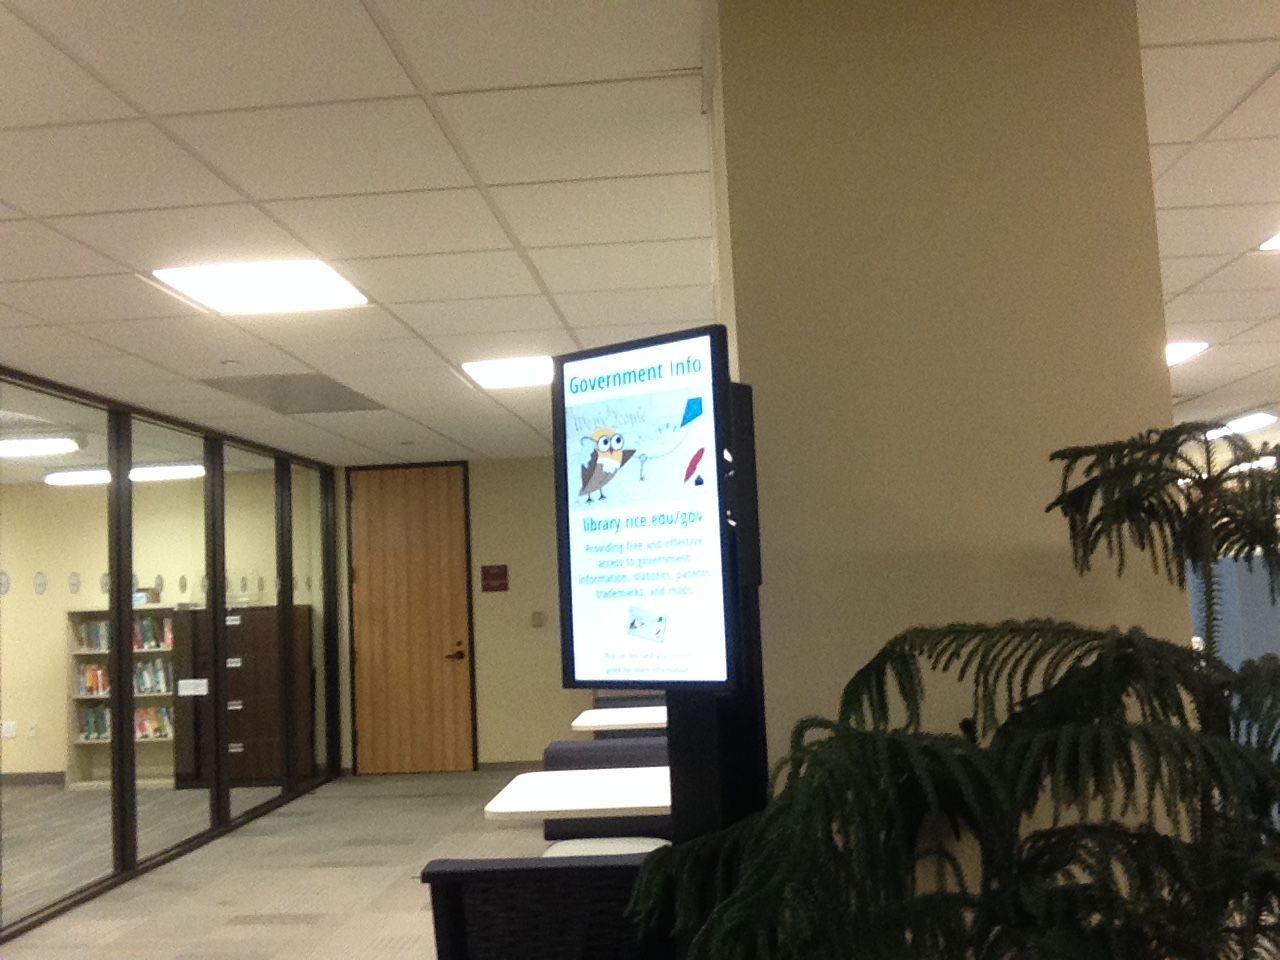 Government Info.
We the People
library.rice.edu/gov
Providing free and effective
access to government
information, statutes, patents,
trademarks, and maps.